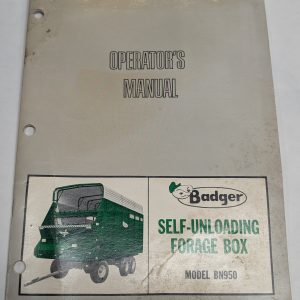 OPERATOR'S
MANUAL
Badger
SELF-UNLOADING
FORAGE BOX
MODEL BN950